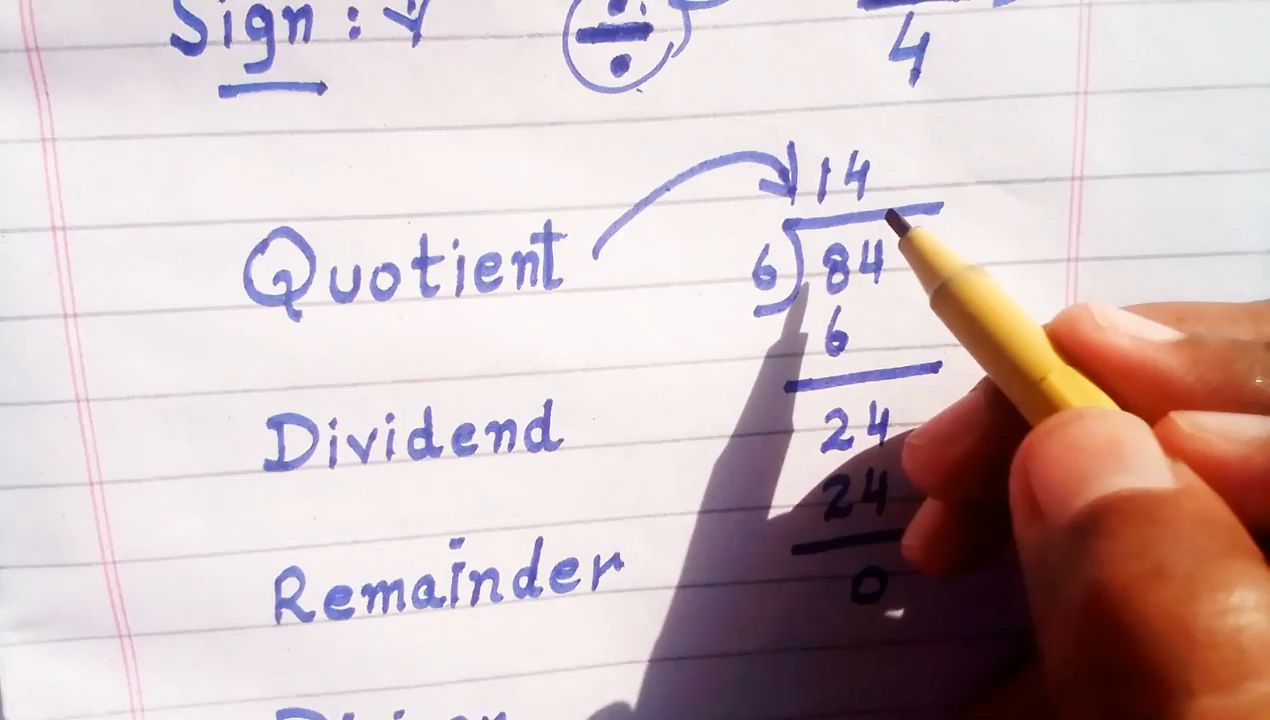 Sign : ÷
4
14
Quotient 6)84
6
Dividend 24
24
Remainder 0